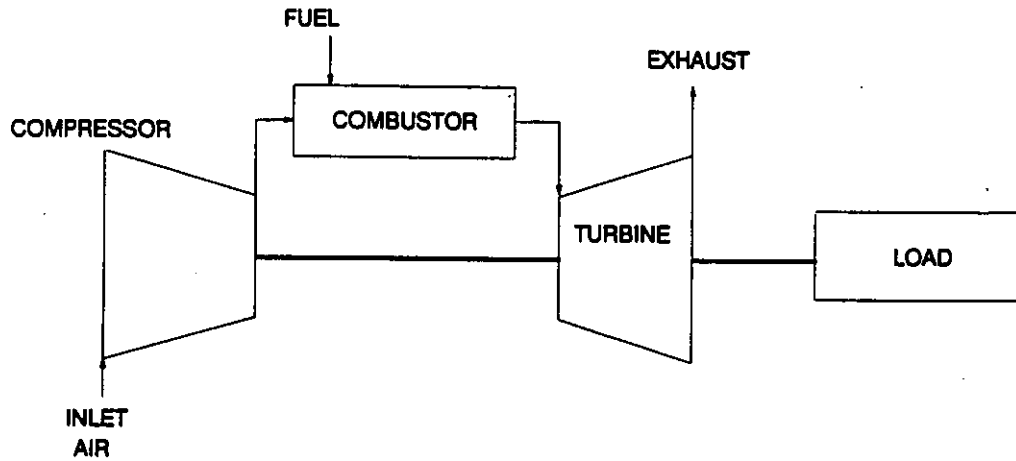 FUEL
EXHAUST
COMBUSTOR
COMPRESSOR
TURBINE
LOAD
INLET
AIR